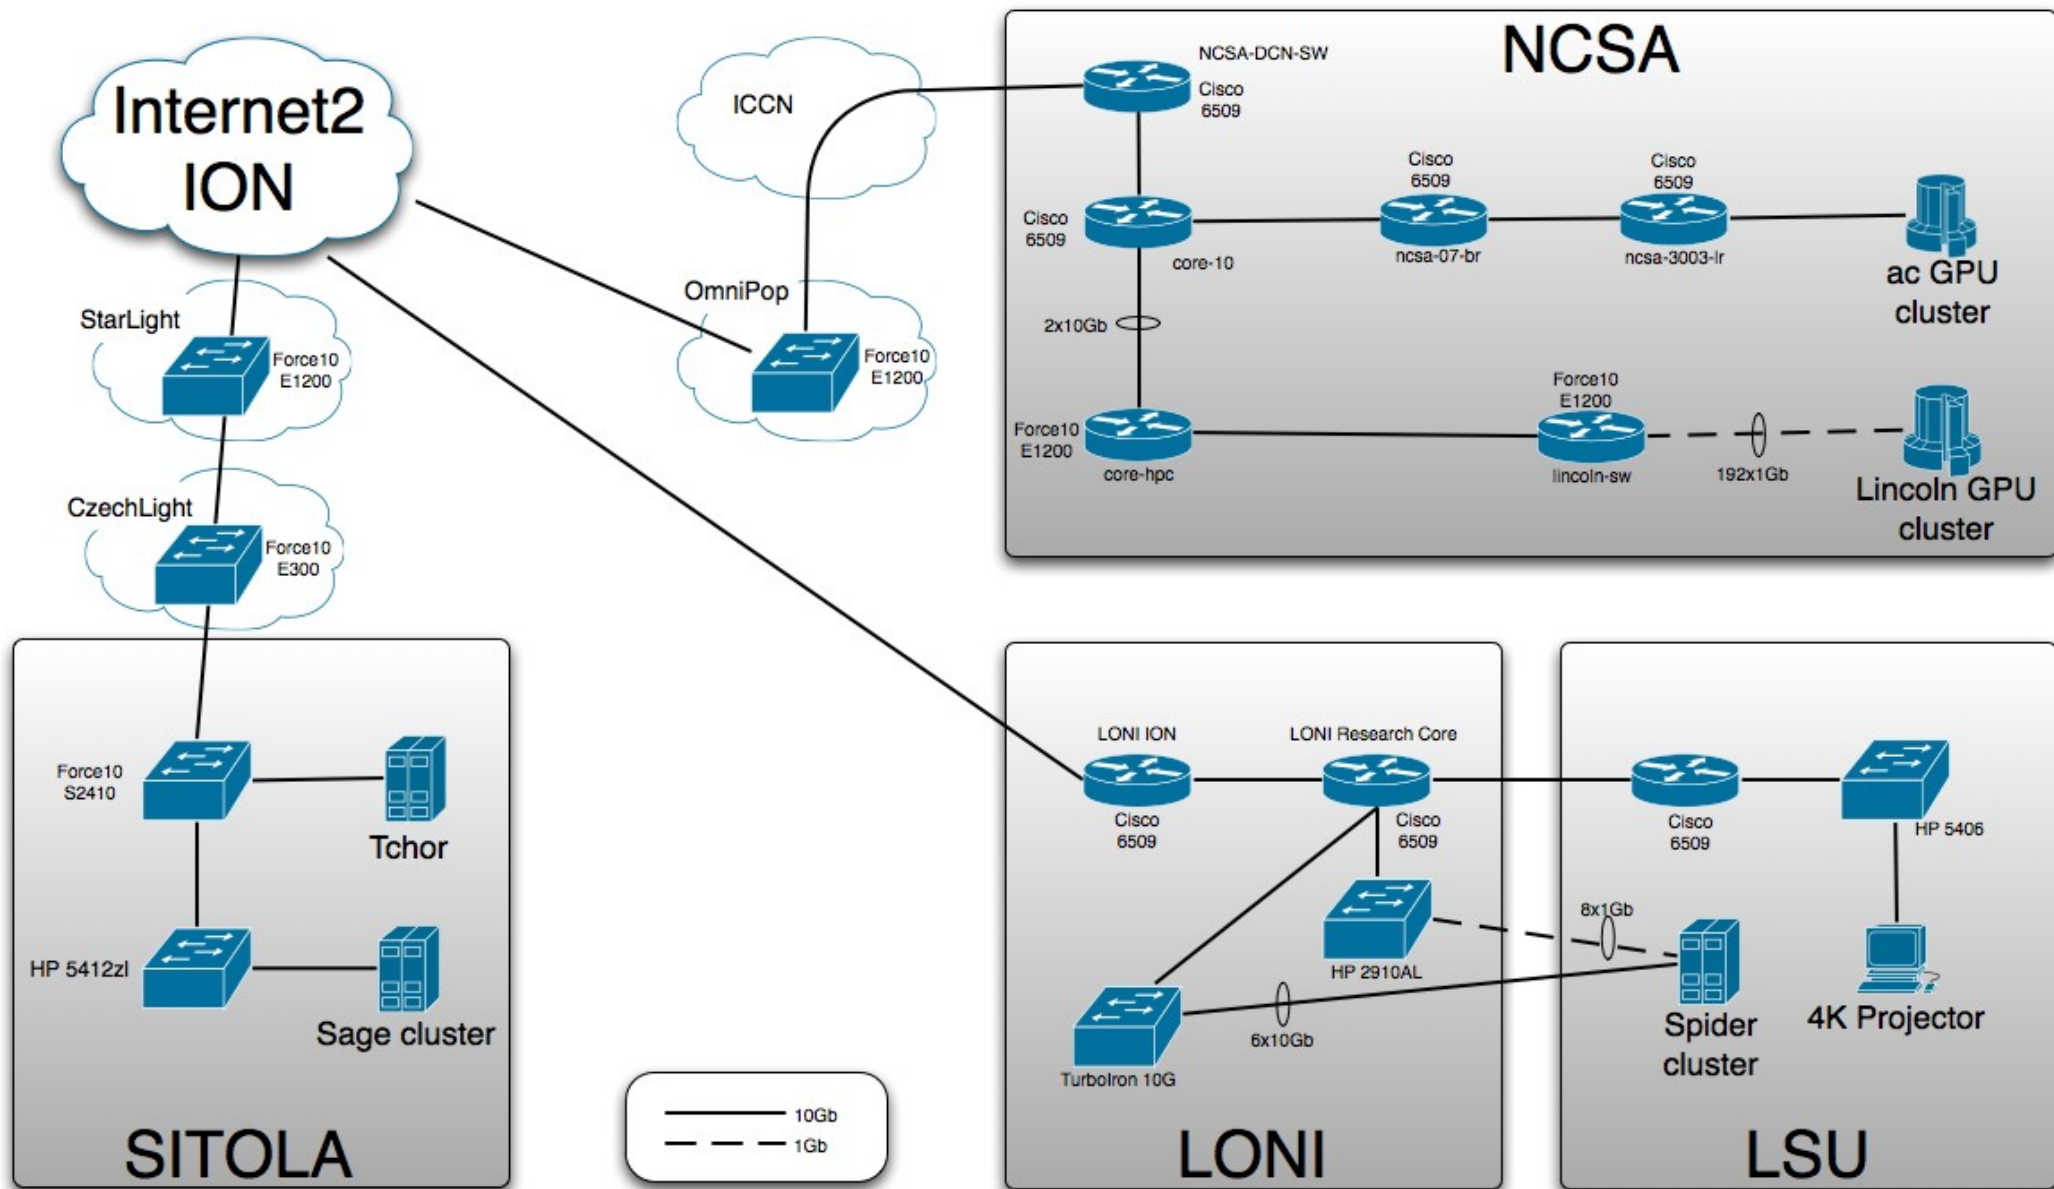 Internet2
ION
ICCN
NCSA
NCSA-DCN-SW
Cisco
6509
Cisco
6509
core-10
Cisco
6509
ncsa-07-br
Cisco
6509
ncsa-3003-lr
ac GPU
cluster
2x10Gb
Force10
E1200
core-hpc
Force10
E1200
lincoln-sw
192x1Gb
Lincoln GPU
cluster
StarLight
Force10
E1200
OmniPop
Force10
E1200
CzechLight
Force10
E300
Force10
S2410
Tchor
HP 5412zl
Sage cluster
SITOLA
10Gb
1Gb
LONI ION
Cisco
6509
LONI Research Core
Cisco
6509
HP 2910AL
6x10Gb
TurboIron 10G
LONI
Cisco
6509
HP 5406
8x1Gb
Spider
cluster
4K Projector
LSU